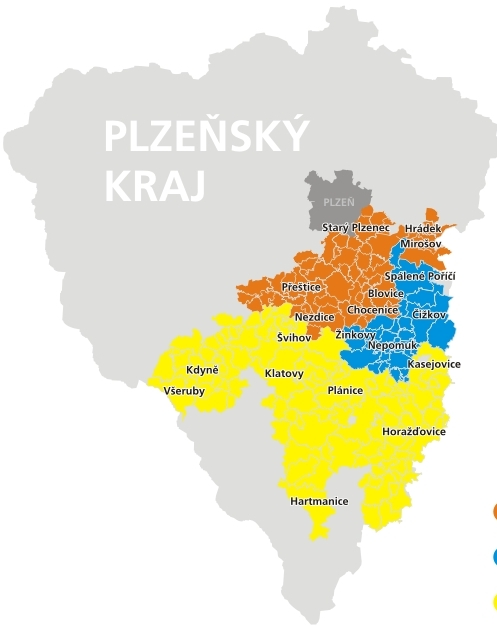 PLZEŇSKÝ
KRAJ
PLZEŇ
Starý Plzenec
Hrádek
Mirošov
Spálené Poříčí
Přeštice
Blovice
Chocenice
Nezdice
Čižkov
Žinkovy
Švihov
Nepomuk
Kasejovice
Kdyně
Klatovy
Všeruby
Plánice
Horažďovice
Hartmanice